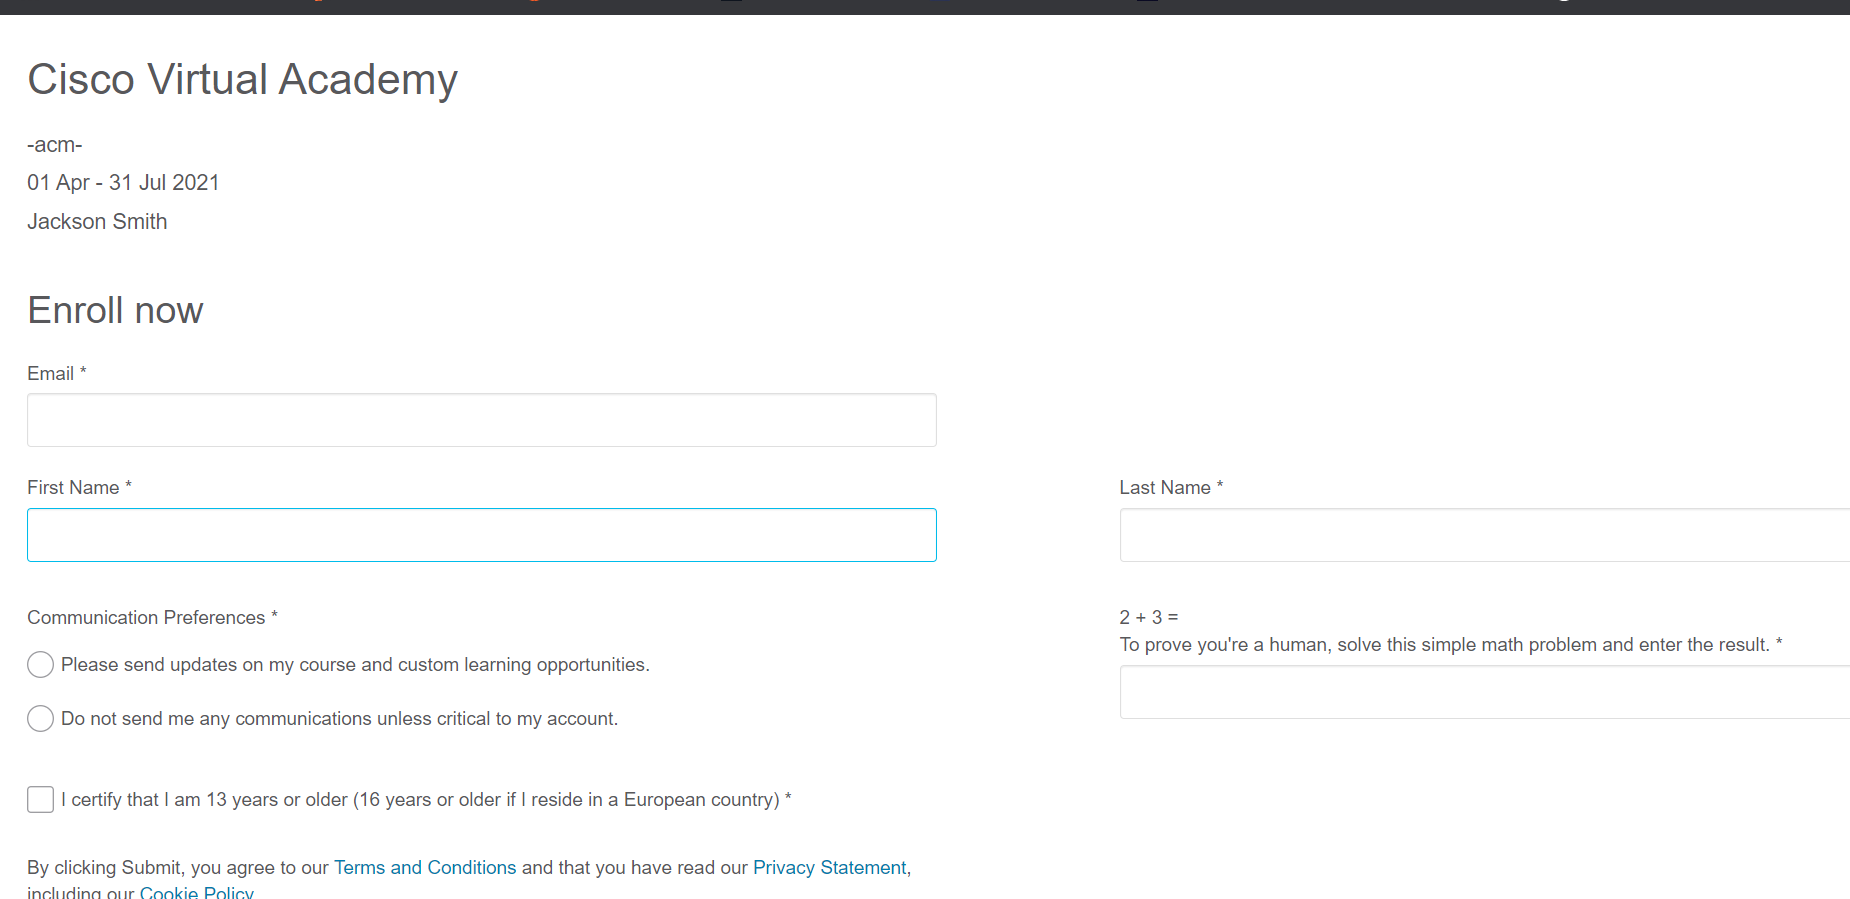 Cisco Virtual Academy
-acm-
01 Apr - 31 Jul 2021
Jackson Smith
Enroll now
Email *
First Name *
Last Name *
Communication Preferences *
Please send updates on my course and custom learning opportunities.
Do not send me any communications unless critical to my account.
2 + 3 =
To prove you're a human, solve this simple math problem and enter the result. *
I certify that I am 13 years or older (16 years or older if I reside in a European country) *
By clicking Submit, you agree to our Terms and Conditions and that you have read our Privacy Statement,
including our Cookie Policy